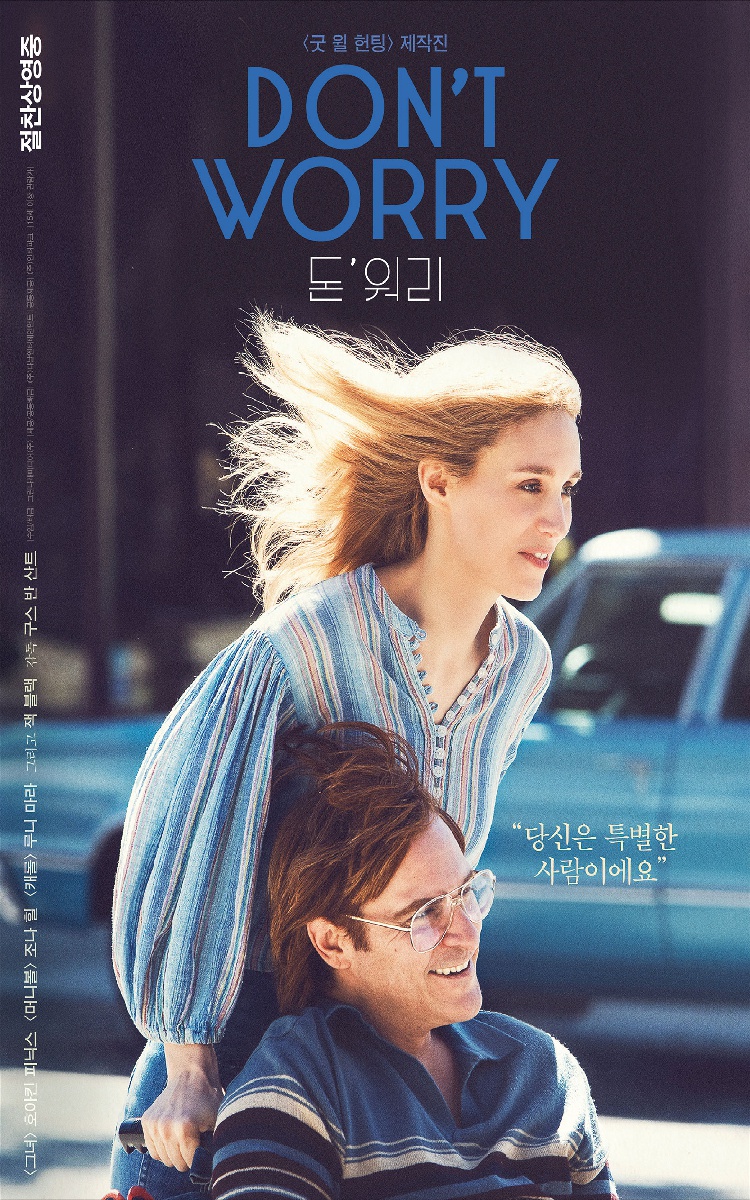 〈굿 윌 헌팅〉 제작진
DON'T
WORRY
돈'워리
“당신은 특별한
사람이에요”
절찬상영중
〈그녀〉 호아킨 피닉스 〈머니볼〉 조나 힐 〈캐롤〉 루니 마라 그리고 잭 블랙 감독 구스 반 산트